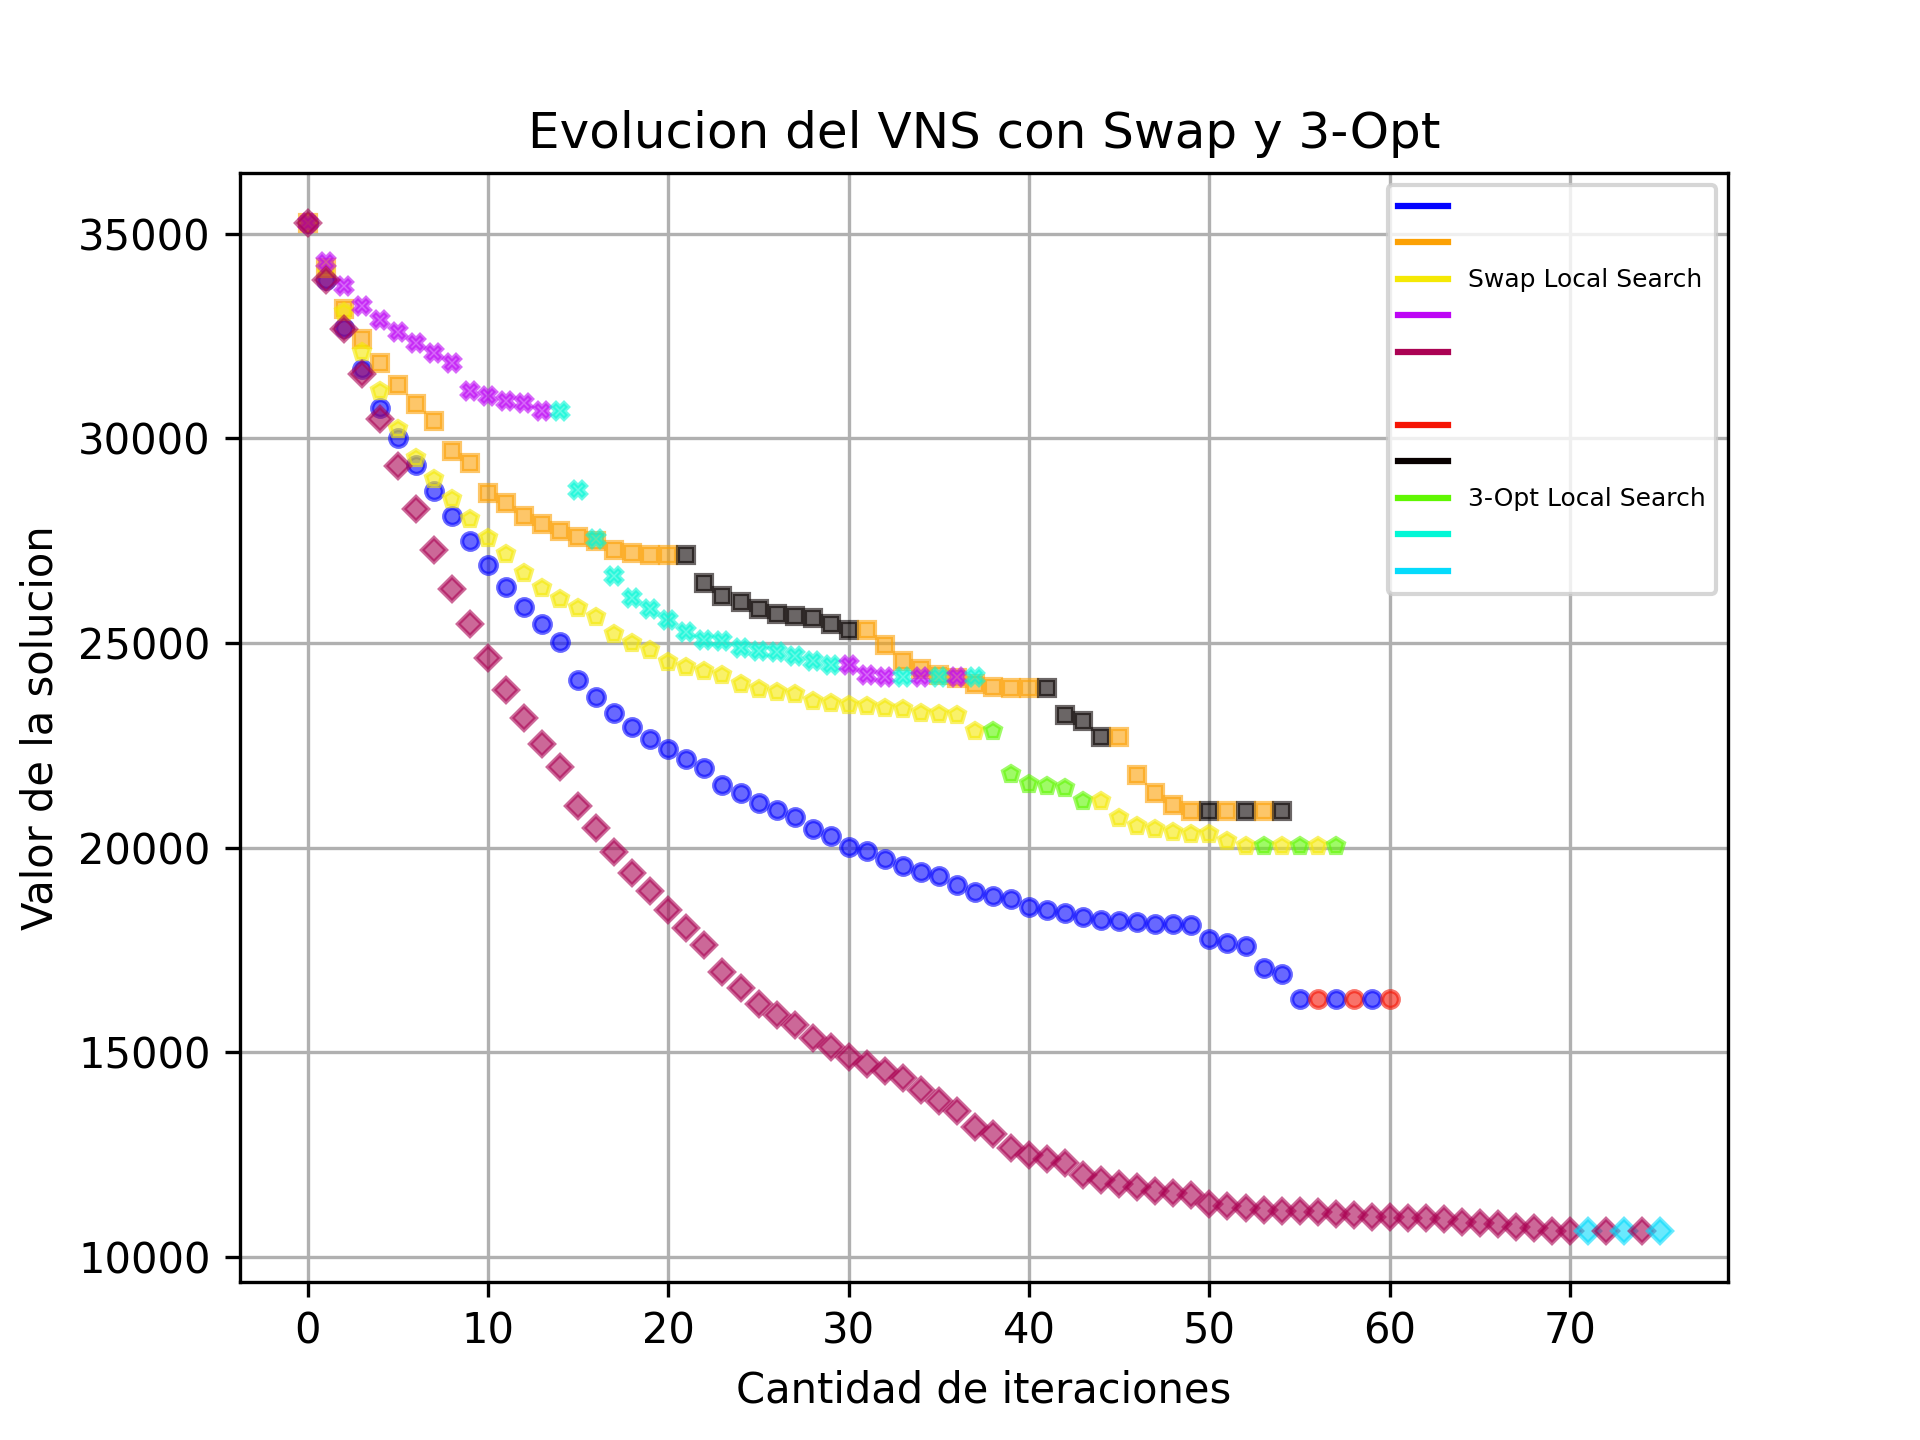 Evolucion del VNS con Swap y 3-Opt
Valor de la solucion
35000
30000
25000
20000
15000
10000
Swap Local Search
3-Opt Local Search
0 10 20 30 40 50 60 70
Cantidad de iteraciones